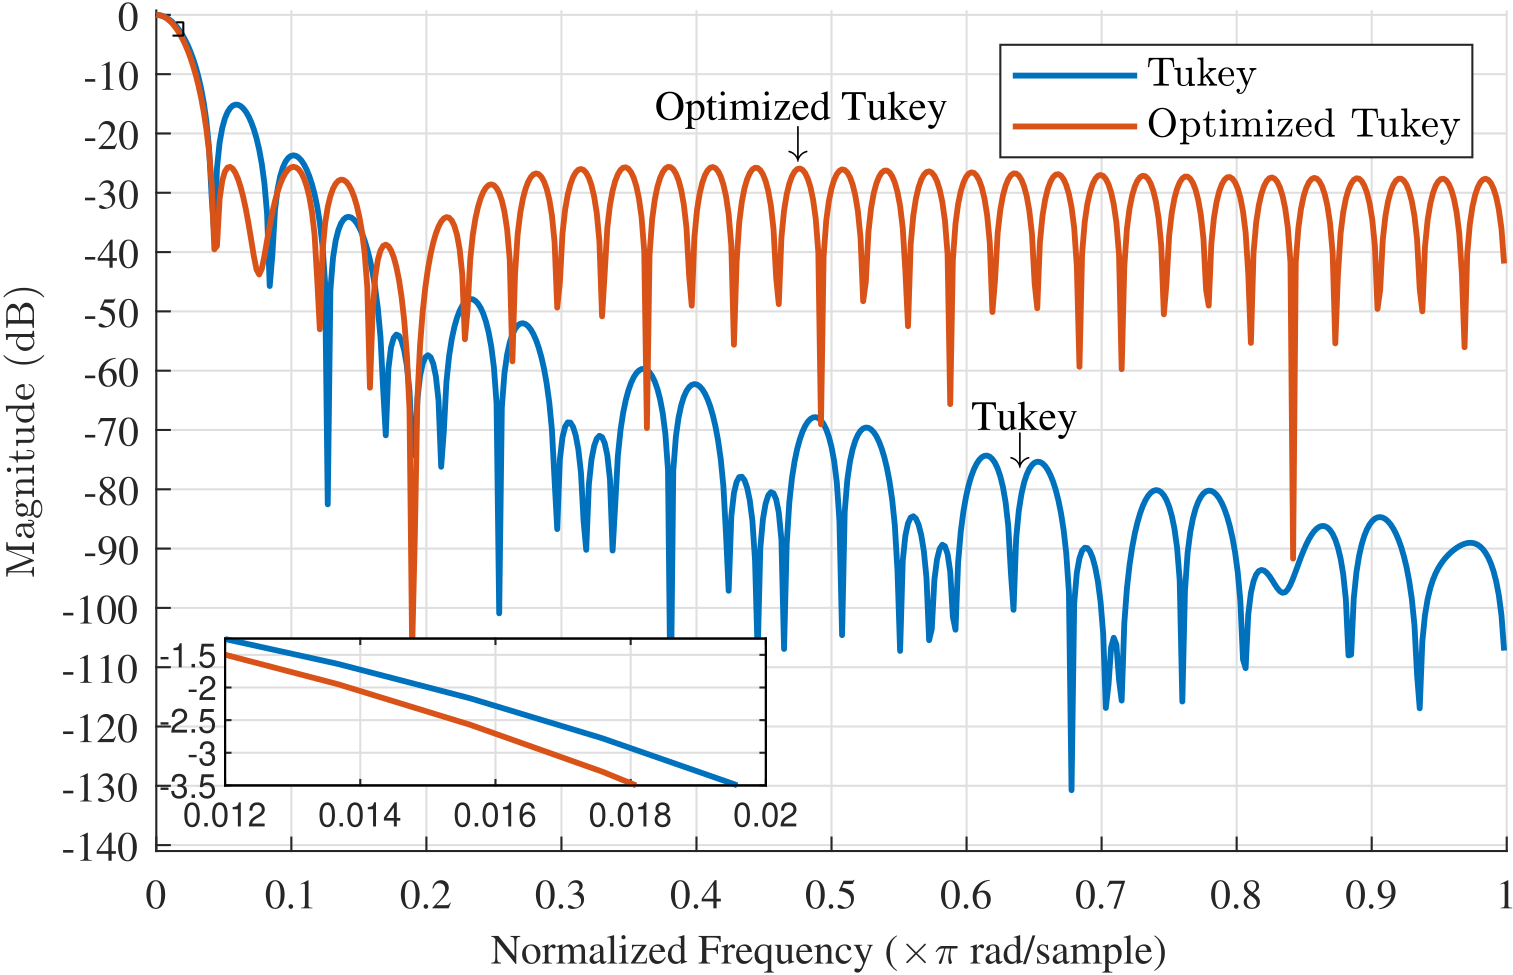 0
-10
-20
-30
-40
-50
-60
-70
-80
-90
-100
-110
-120
-130
-140
Magnitude (dB)
Tukey
Optimized Tukey
Optimized Tukey
Tukey
-1.5
-2
-2.5
-3
-3.5
0.012 0.014 0.016 0.018 0.02
0 0.1 0.2 0.3 0.4 0.5 0.6 0.7 0.8 0.9 1
Normalized Frequency (×π rad/sample)